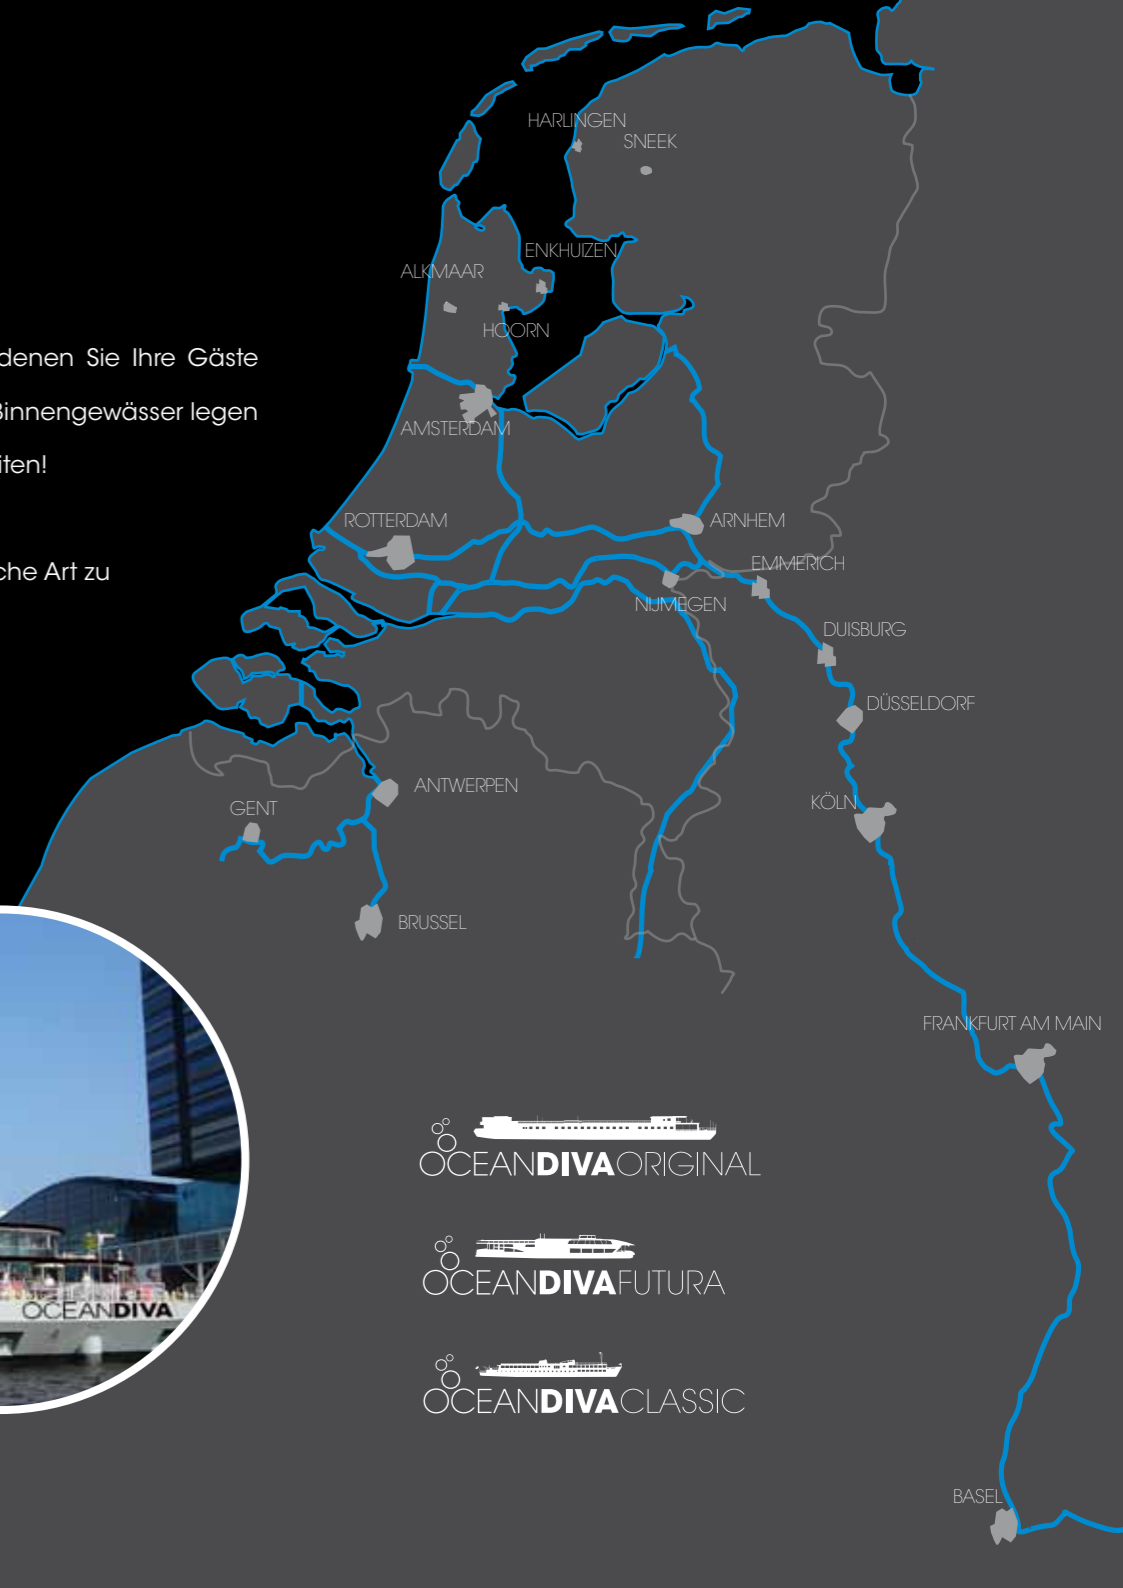 HARLINGEN
SNEEK
ENKHUIZEN
ALKMAAR
HOORN
denen Sie Ihre Gäste
Binnengewässer legen
iten!
che Art zu
AMSTERDAM
ROTTERDAM
ARNHEM
EMMERICH
NIJMEGEN
DUISBURG
DÜSSELDORF
ANTWERPEN
KÖLN
GENT
BRUSSEL
FRANKFURT AM MAIN
OCEANDIVAORIGINAL
OCEANDIVAFUTURA
OCEANDIVA
OCEANDIVACLASSIC
BASEL